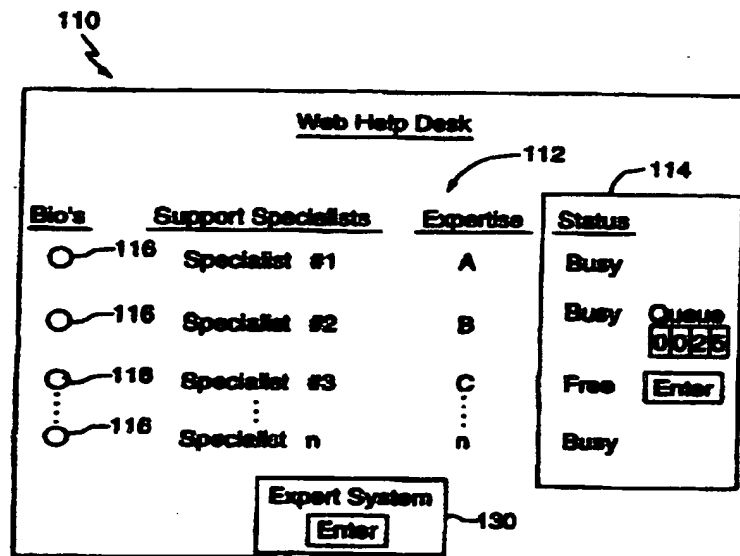 110
Web Help Desk
112
114
Bio's Support Specialists Expertise Status
116 Specialist #1 A Busy
116 Specialist #2 B Busy Queue
0025
116 Specialist #3 C Free Enter
116 Specialist n n Busy
Expert System
Enter
130